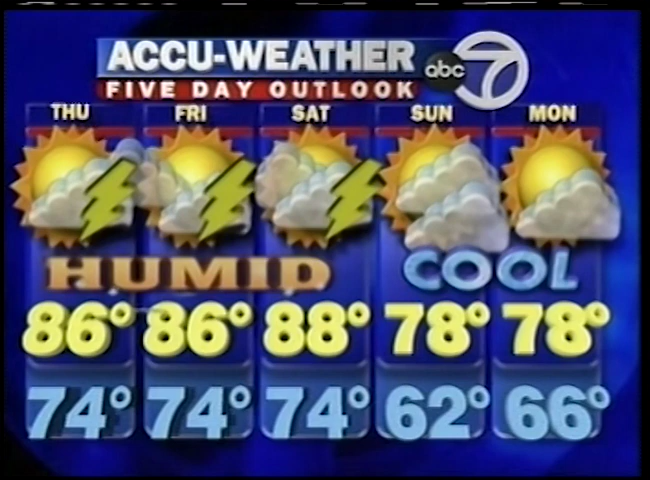 ACCU-WEATHER abc 7
FIVE DAY OUTLOOK
THU FRI SAT SUN MON
HUMID COOL
86° 86° 88° 78° 78°
74° 74° 74° 62° 66°